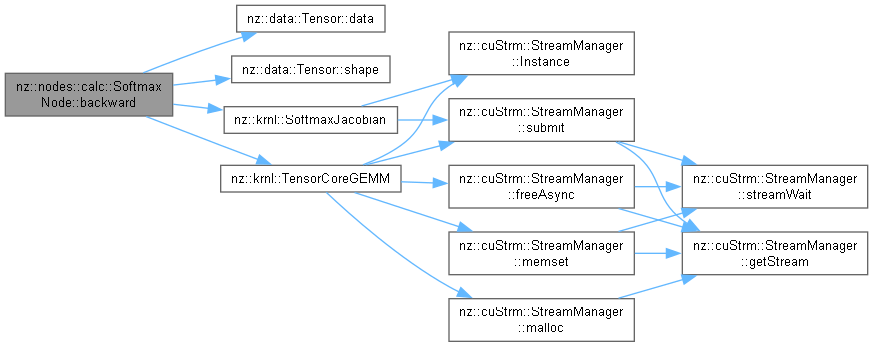 nz::nodes::calc::Softmax
Node::backward
nz::data::Tensor::data
nz::data::Tensor::shape
nz::krnl::SoftmaxJacobian
nz::krnl::TensorCoreGEMM
nz::cuStrm::StreamManager
::Instance
nz::cuStrm::StreamManager
::submit
nz::cuStrm::StreamManager
::freeAsync
nz::cuStrm::StreamManager
::memset
nz::cuStrm::StreamManager
::malloc
nz::cuStrm::StreamManager
::streamWait
nz::cuStrm::StreamManager
::getStream